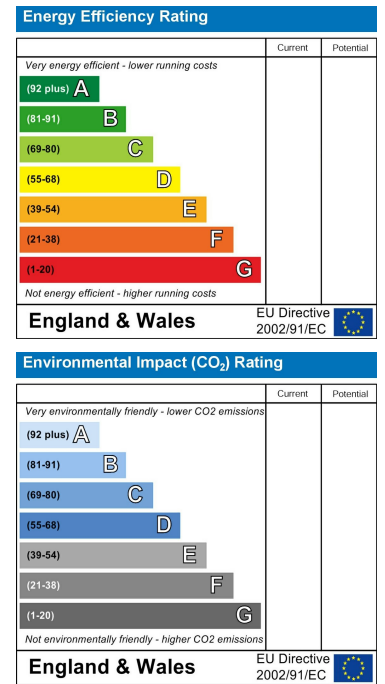 Energy Efficiency Rating
Current Potential
Very energy efficient - lower running costs
(92 plus) A
(81-91) B
(69-80) C
(55-68) D
(39-54) E
(21-38) F
(1-20) G
Not energy efficient - higher running costs
England & Wales
EU Directive
2002/91/EC
Environmental Impact (CO₂) Rating
Current Potential
Very environmentally friendly - lower CO2 emissions
(92 plus) A
(81-91) B
(69-80) C
(55-68) D
(39-54) E
(21-38) F
(1-20) G
Not environmentally friendly - higher CO2 emissions
England & Wales
EU Directive
2002/91/EC